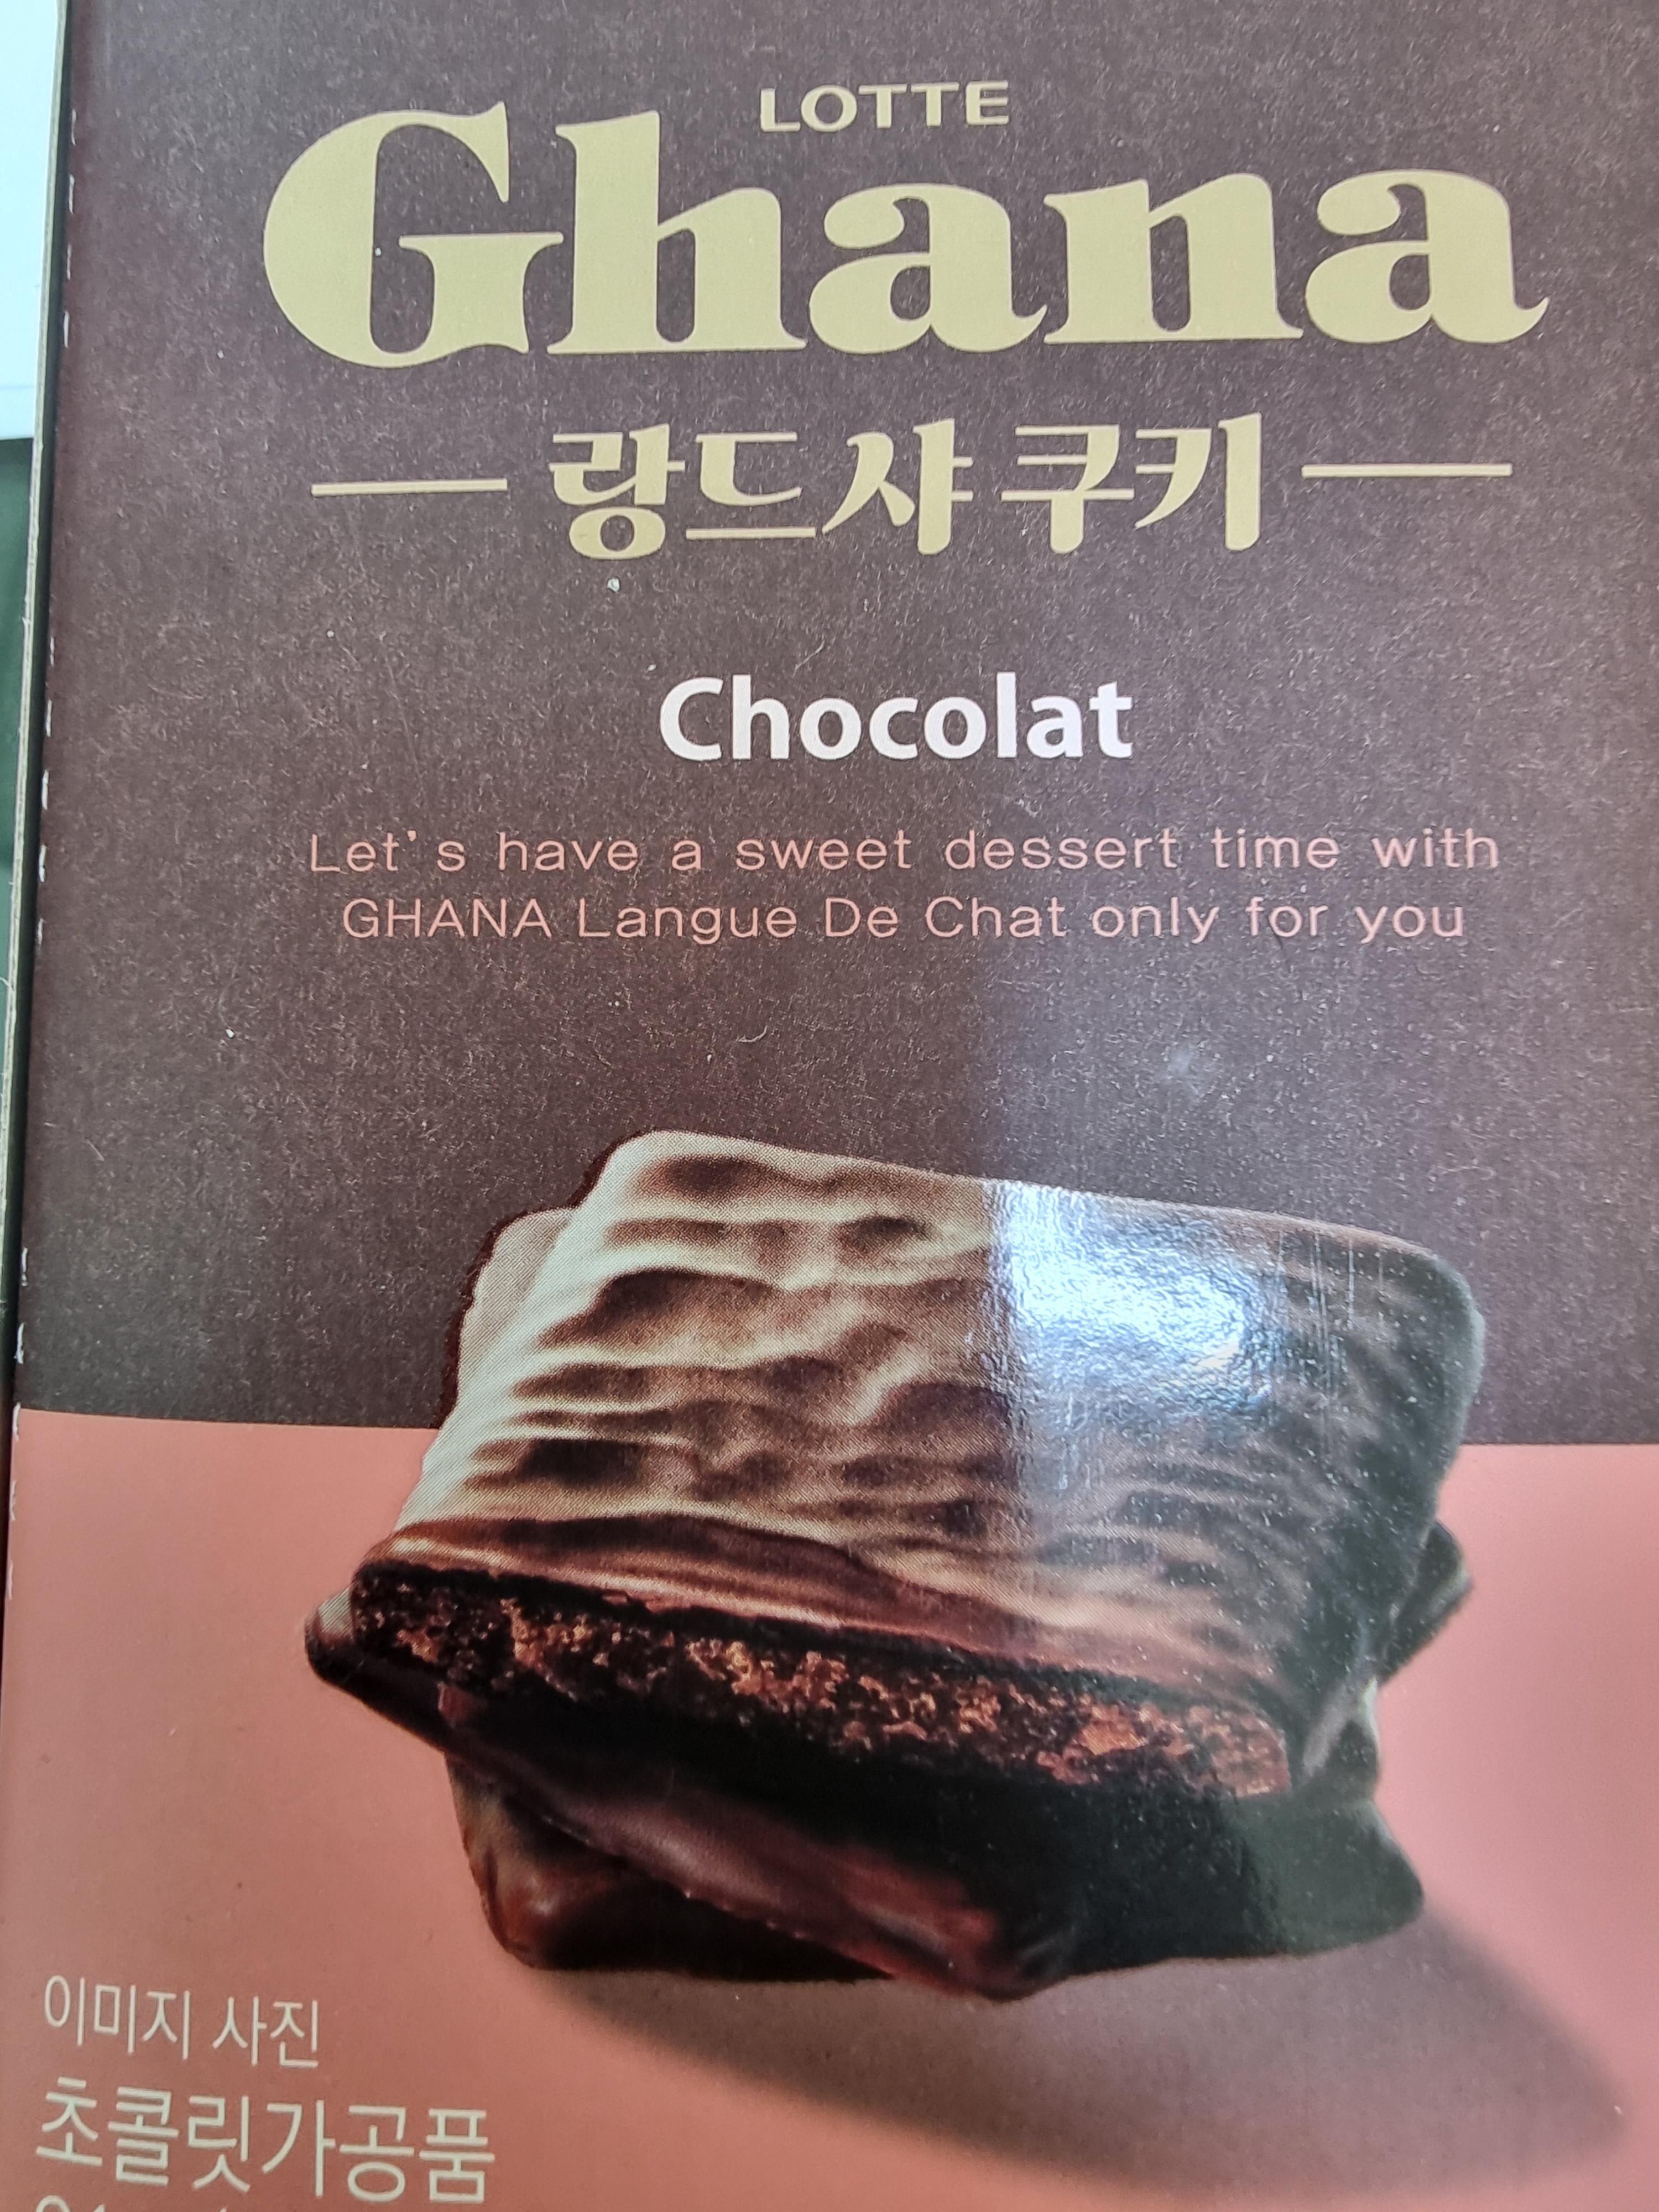 LOTTE
Ghana
랑드샤 쿠키
Chocolat
Let's have a sweet dessert time with
GHANA Langue De Chat only for you
이미지 사진
초콜릿가공품